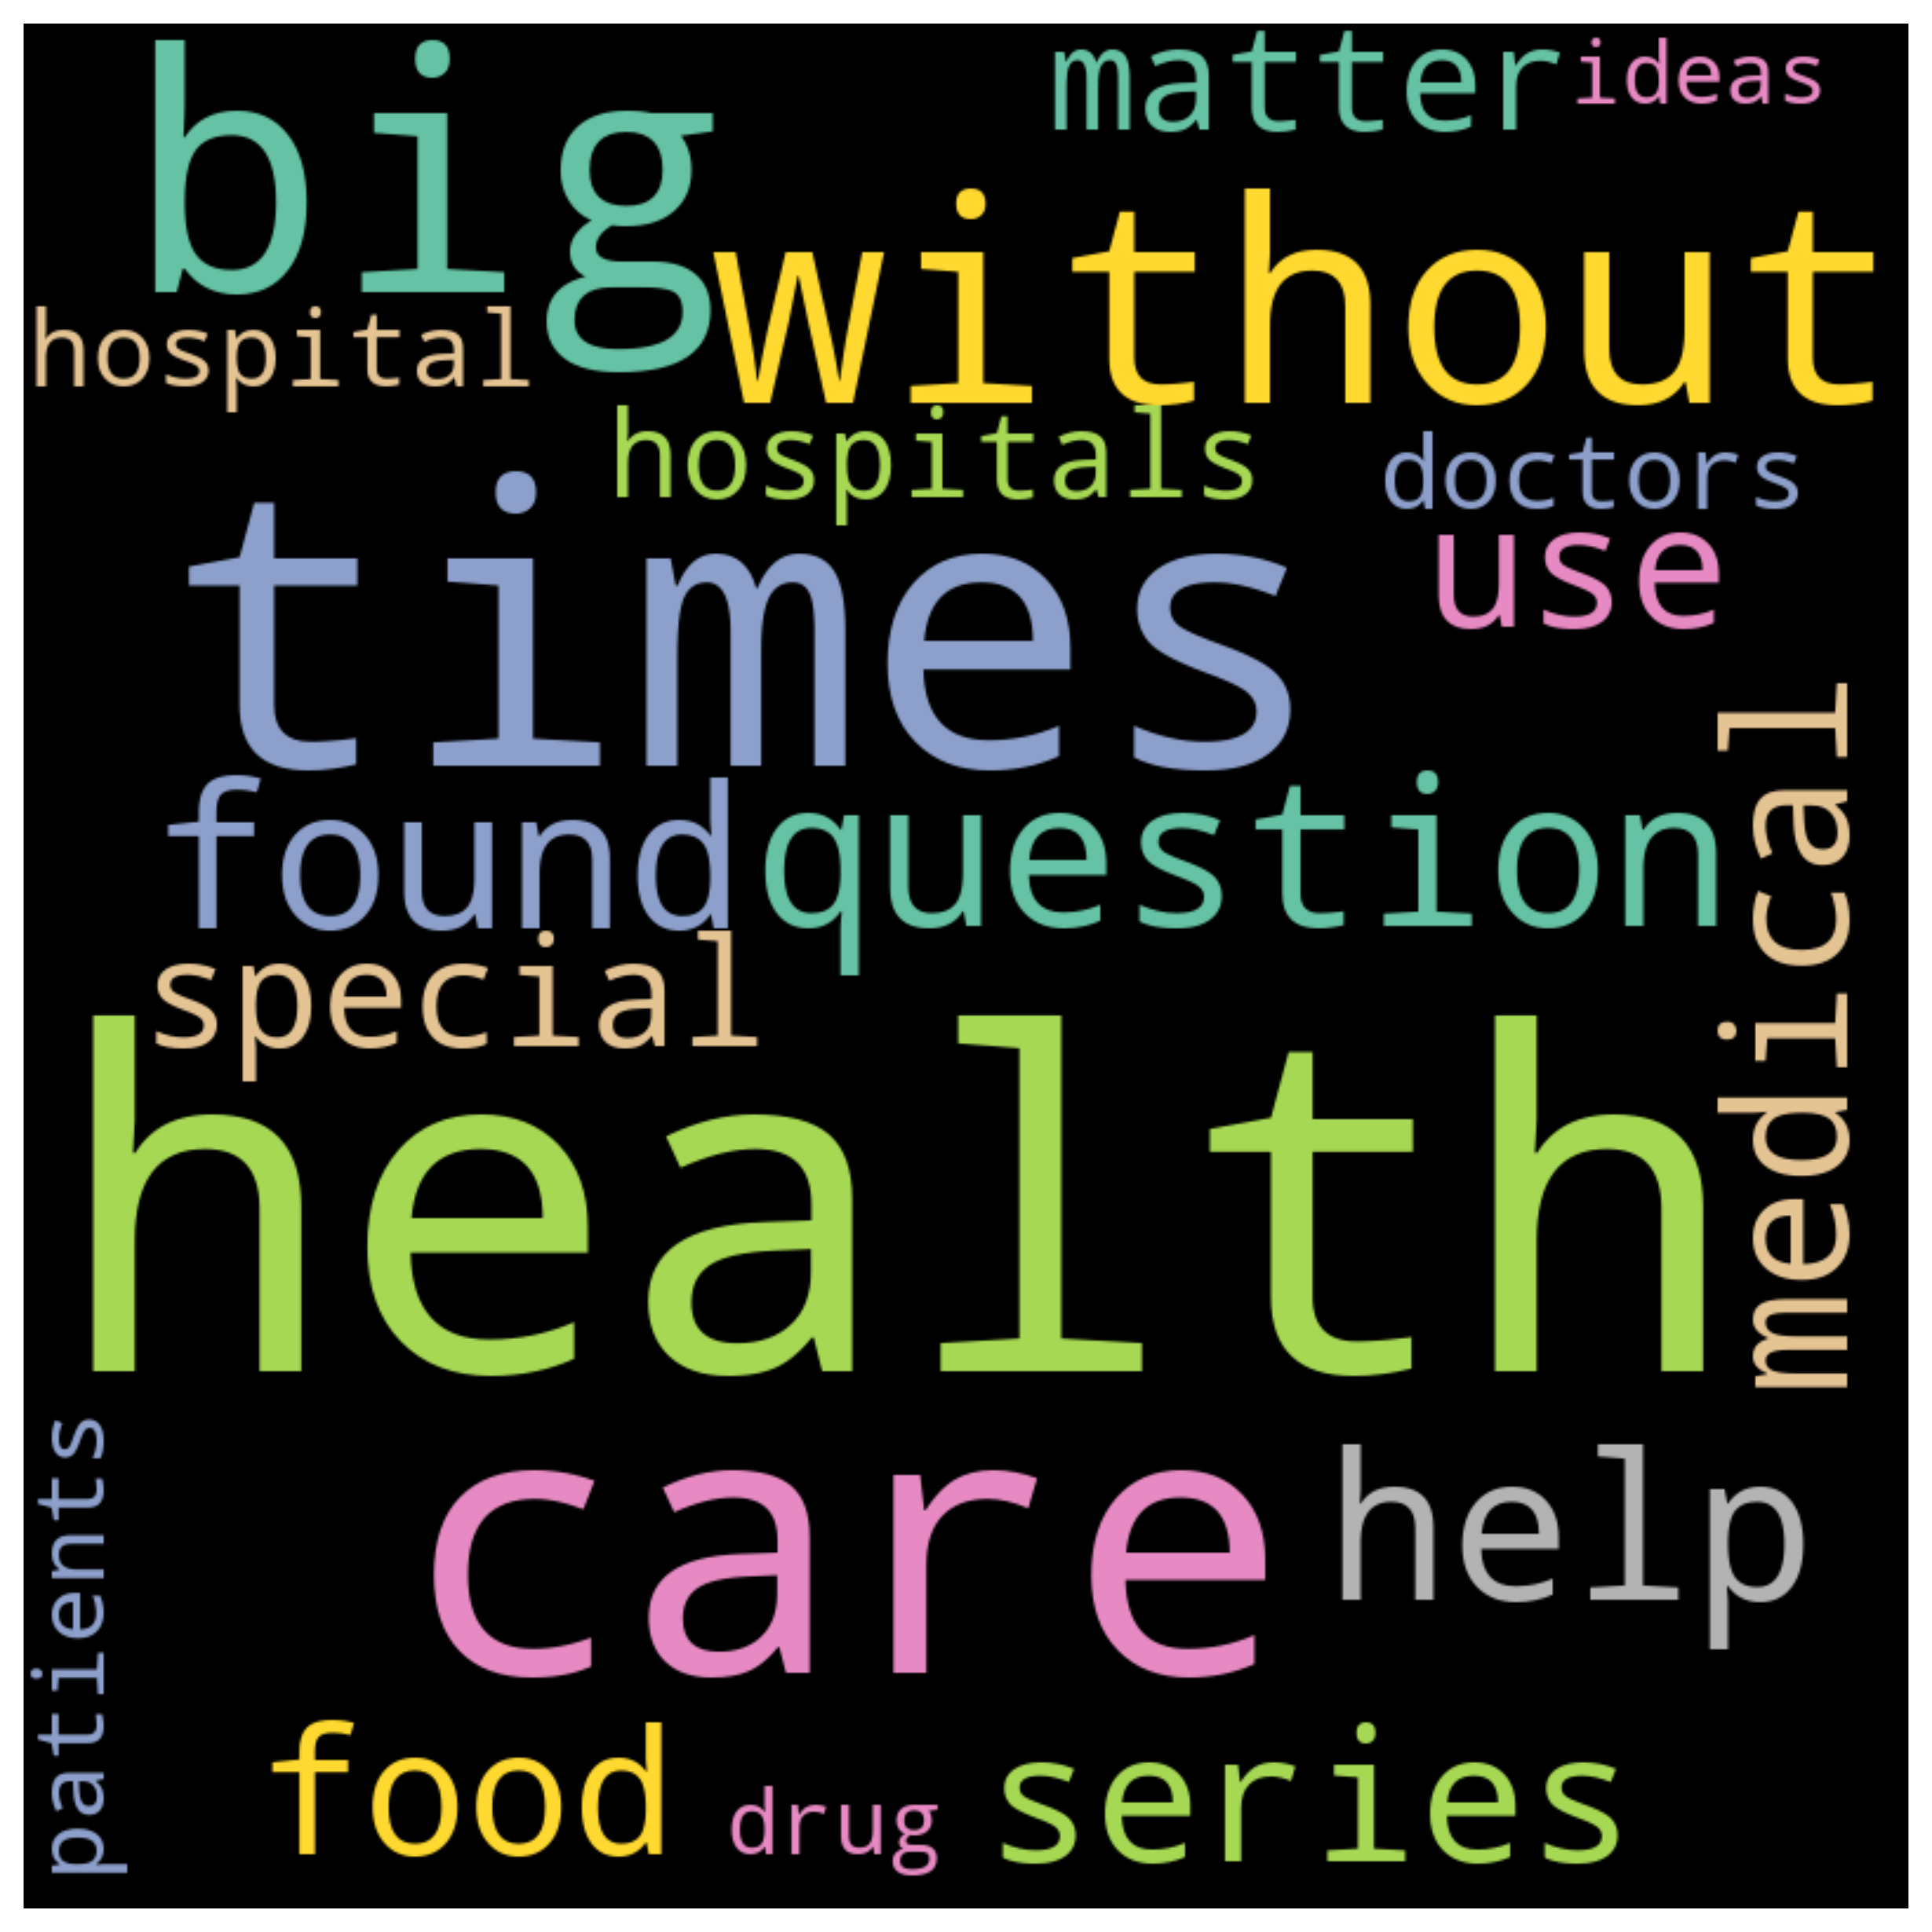 big
matter
ideas
without
hospital
hospitals
doctors
times
use
found
question
medical
special
health
patients
care
help
food
drug
series